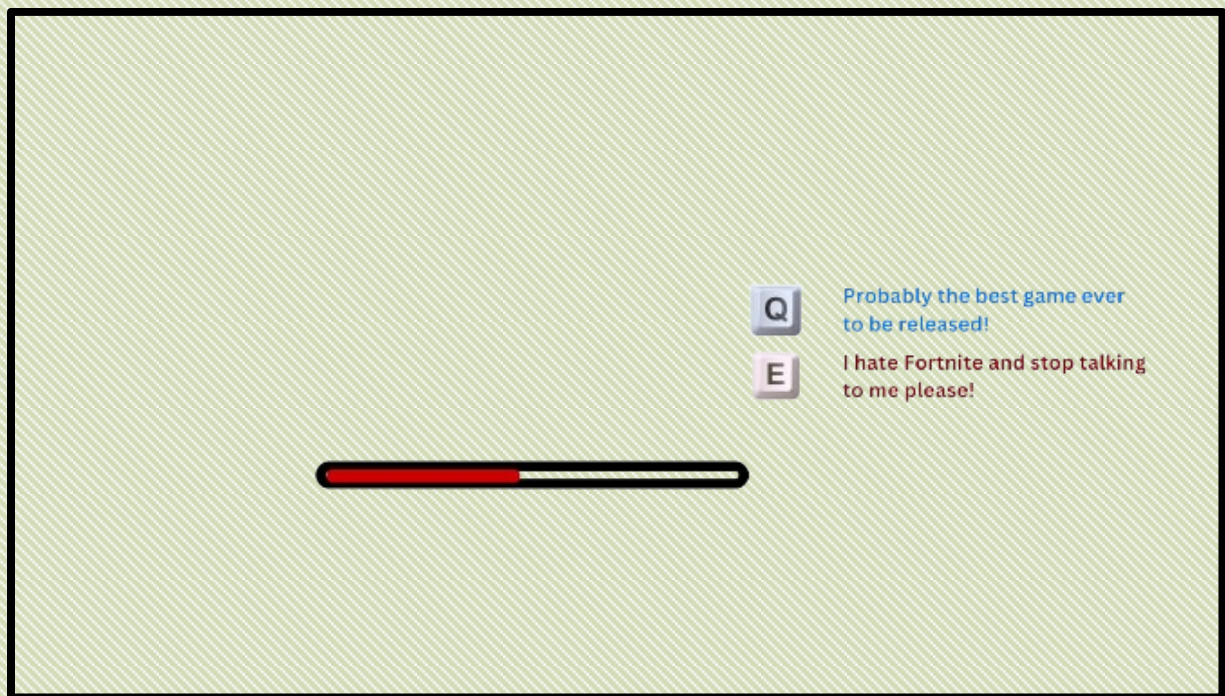 Q
Probably the best game ever
to be released!
E
I hate Fortnite and stop talking
to me please!